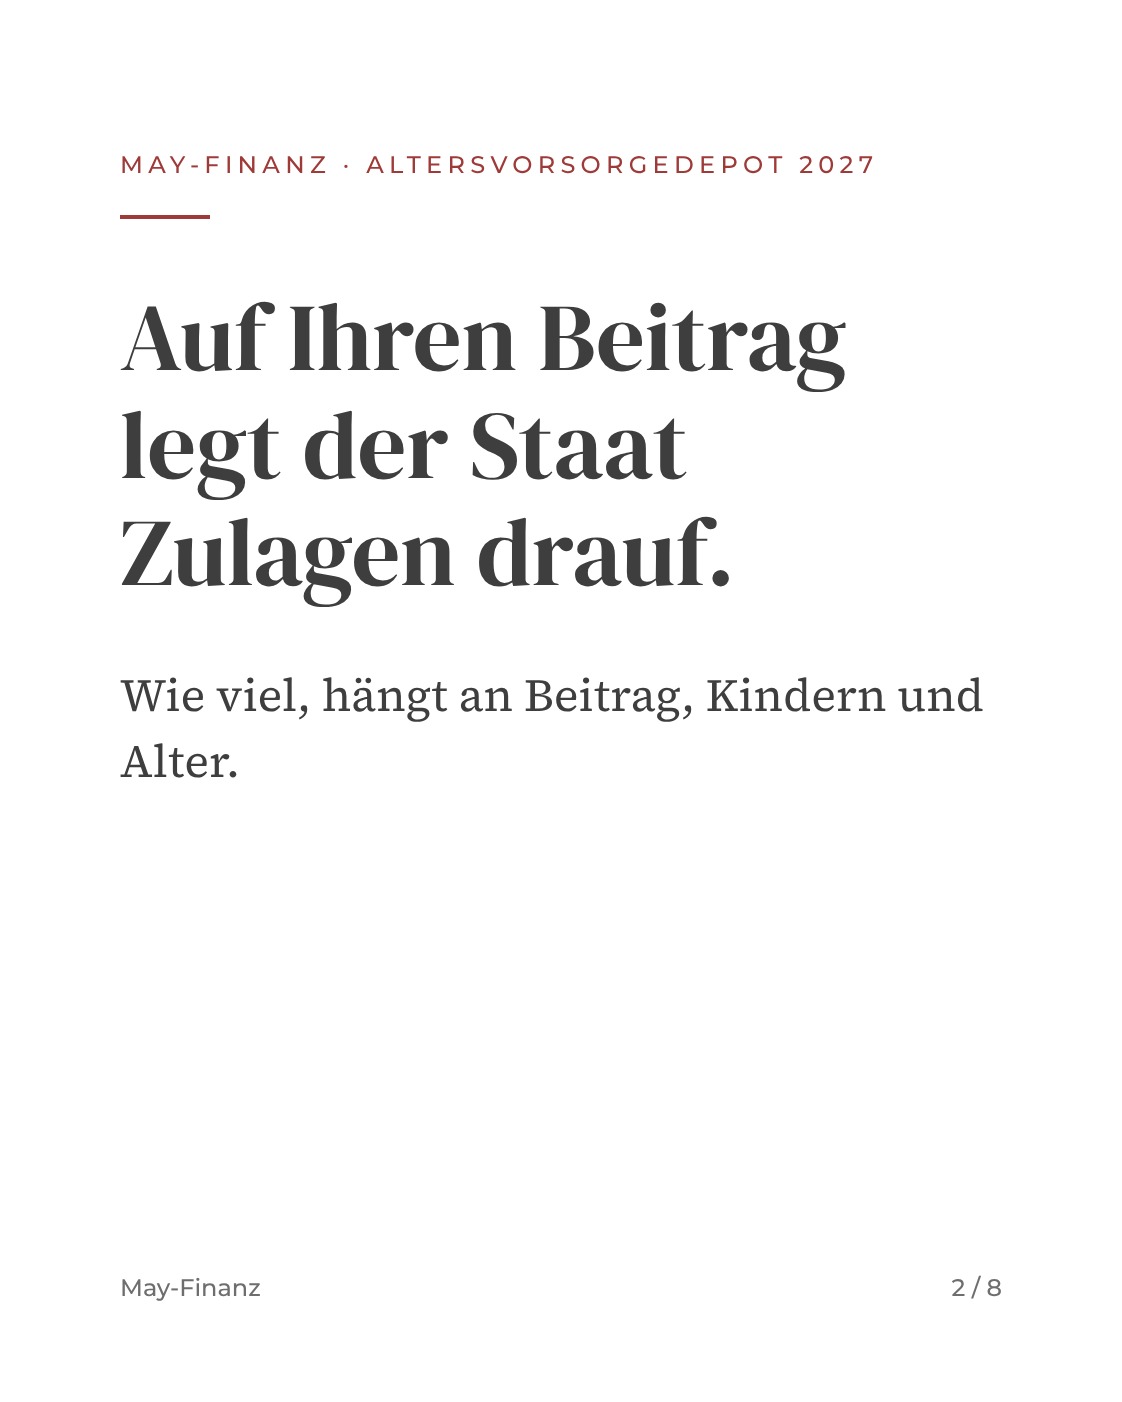 MAY-FINANZ · ALTERSVORSORGEDEPOT 2027
Auf Ihren Beitrag
legt der Staat
Zulagen drauf.
Wie viel, hängt an Beitrag, Kindern und
Alter.
May-Finanz
2 / 8